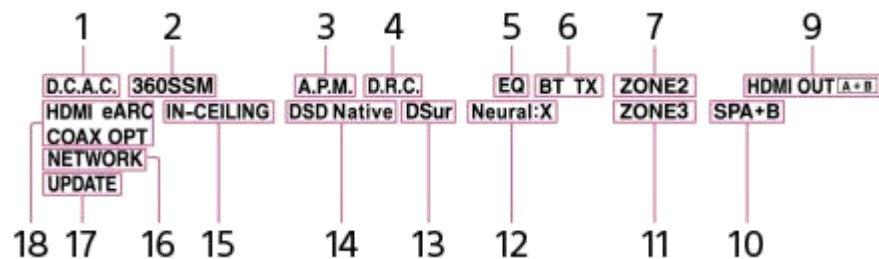 1 2 3 4 5 6 7 9
D.C.A.C. 360SSM A.P.M. D.R.C. EQ BT TX ZONE2 HDMI OUT A+B
HDMI eARC IN-CEILING DSD Native DSur Neural:X ZONE3 SPA+B
COAX OPT
NETWORK
UPDATE
18 17 16 15 14 13 12 11 10